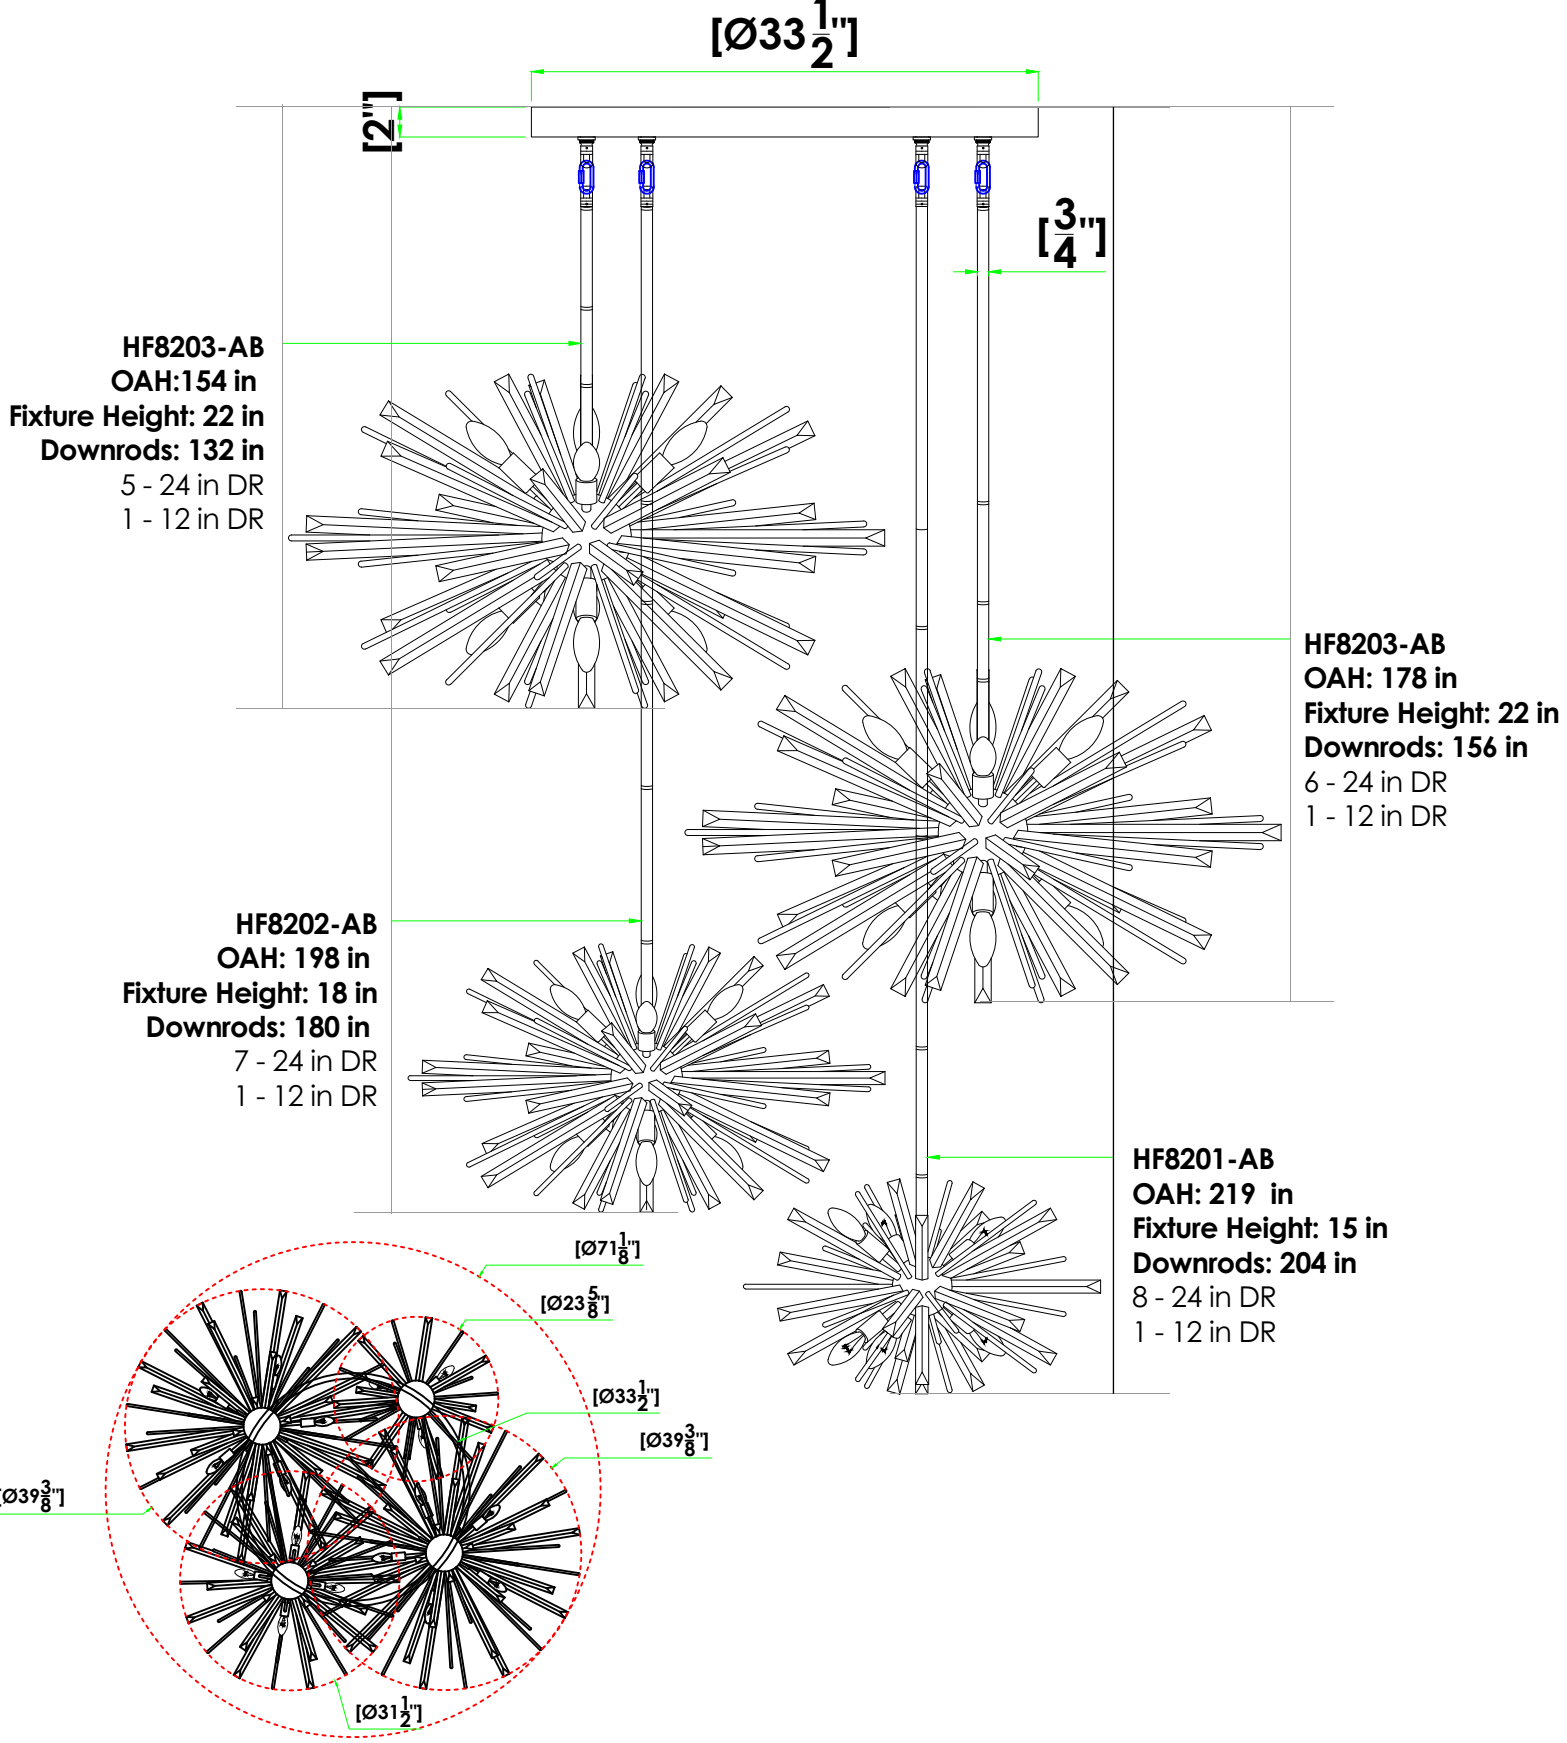 [Ø33 1/2"]
[2"]
[3/4"]
HF8203-AB
OAH:154 in
Fixture Height: 22 in
Downrods: 132 in
5 - 24 in DR
1 - 12 in DR
HF8203-AB
OAH: 178 in
Fixture Height: 22 in
Downrods: 156 in
6 - 24 in DR
1 - 12 in DR
HF8202-AB
OAH: 198 in
Fixture Height: 18 in
Downrods: 180 in
7 - 24 in DR
1 - 12 in DR
HF8201-AB
OAH: 219 in
Fixture Height: 15 in
Downrods: 204 in
8 - 24 in DR
1 - 12 in DR
[Ø71 1/8"]
[Ø23 5/8"]
[Ø33 1/2"]
[Ø39 3/8"]
[Ø39 3/8"]
[Ø31 1/2"]